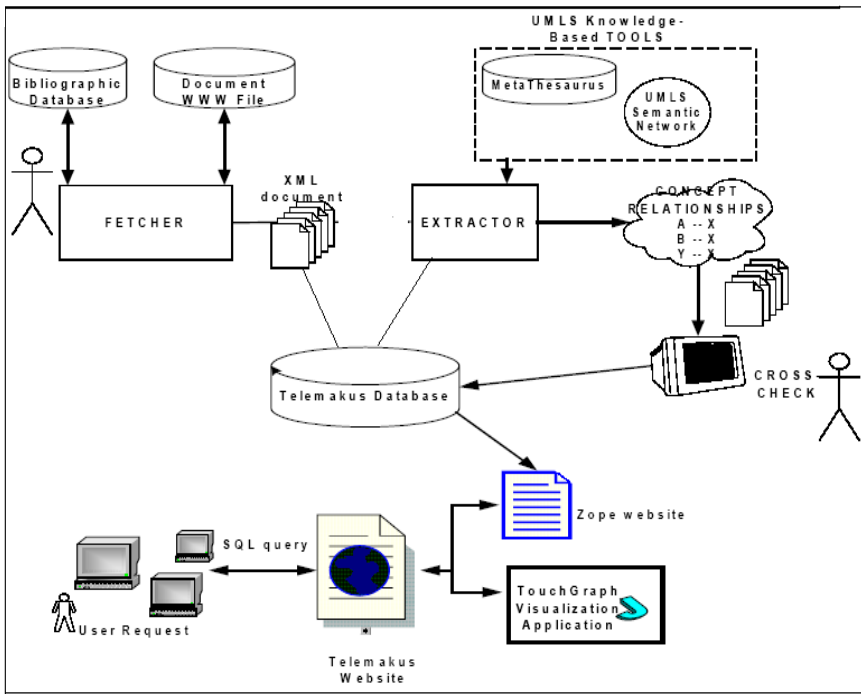 UMLS Knowledge-
Based TOOLS
Bibliographic
Database
Document
WWW File
MetaThesaurus
UMLS
Semantic
Network
XML
document
FETCHER
EXTRACTOR
CONCEPT
RELATIONSHIPS
A -- X
B -- X
Y -- X
Telemakus Database
CROSS
CHECK
Zope website
SQL query
User Request
TouchGraph
Visualization
Application
Telemakus
Website